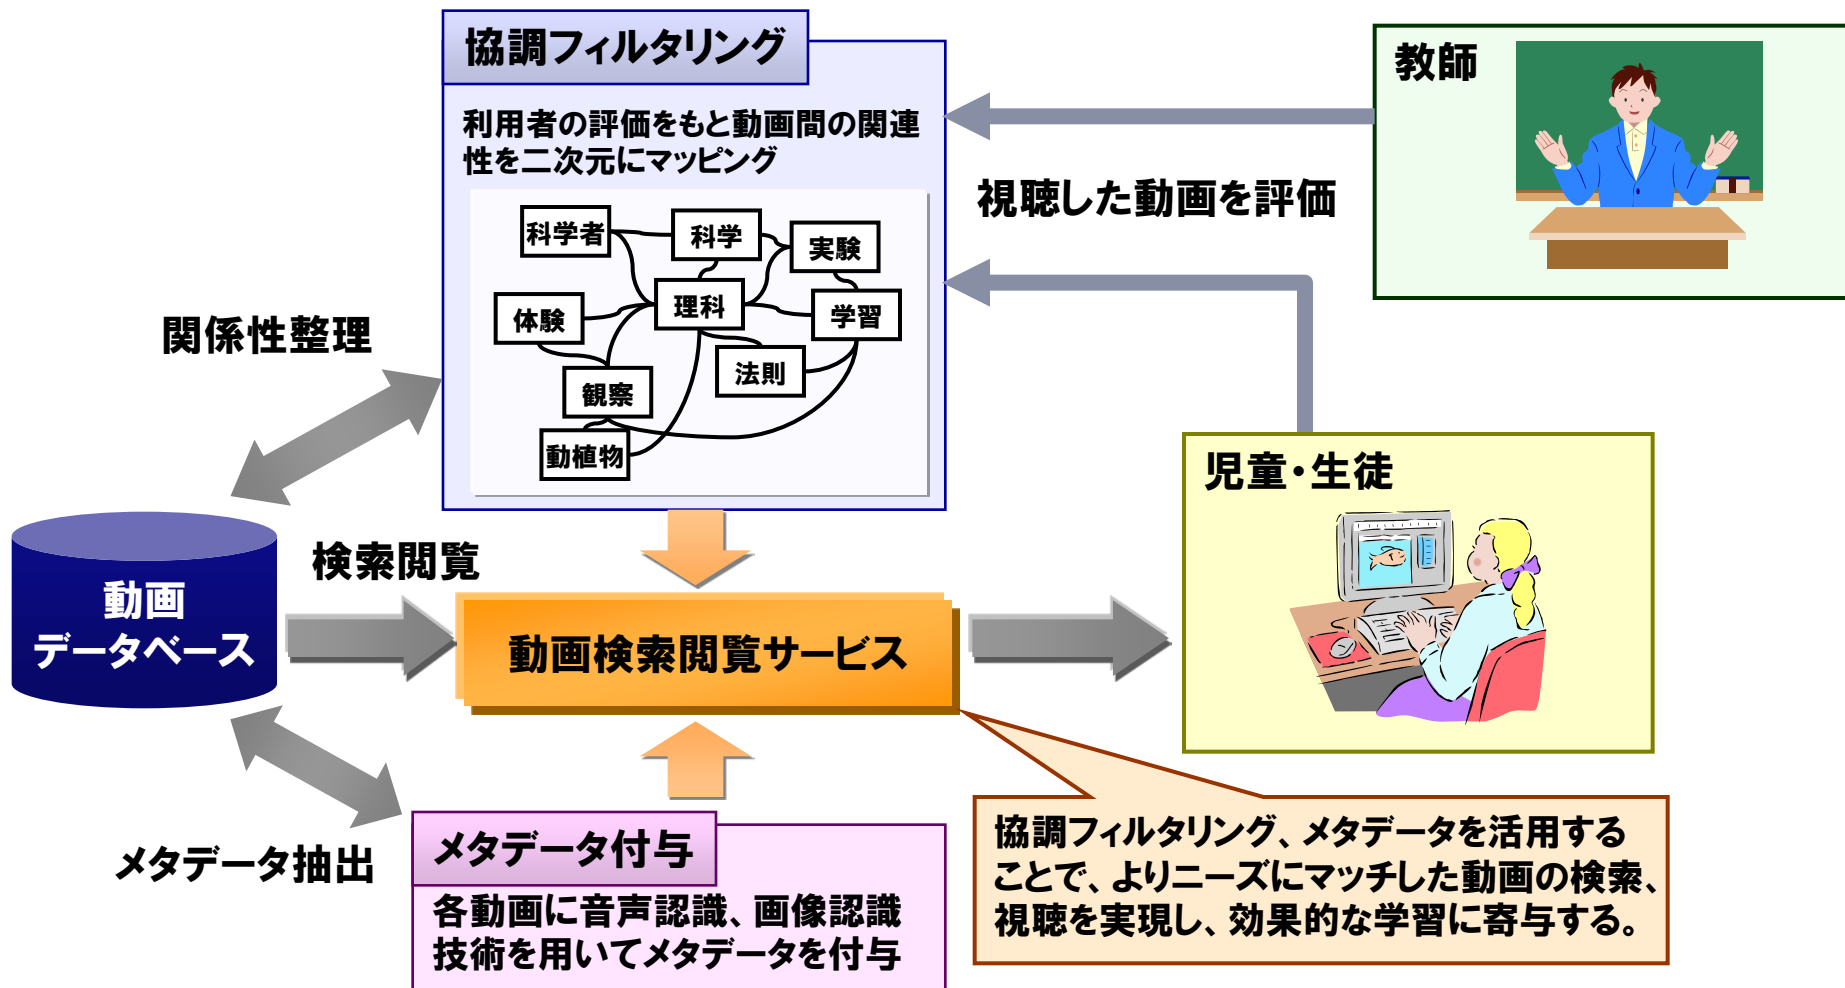 協調フィルタリング
利用者の評価をもと動画間の関連
性を二次元にマッピング
科学者
科学
実験
体験
理科
学習
観察
法則
動植物
教師
視聴した動画を評価
児童・生徒
関係性整理
検索閲覧
動画
データベース
動画検索閲覧サービス
メタデータ抽出
メタデータ付与
各動画に音声認識、画像認識
技術を用いてメタデータを付与
協調フィルタリング、メタデータを活用する
ことで、よりニーズにマッチした動画の検索、
視聴を実現し、効果的な学習に寄与する。